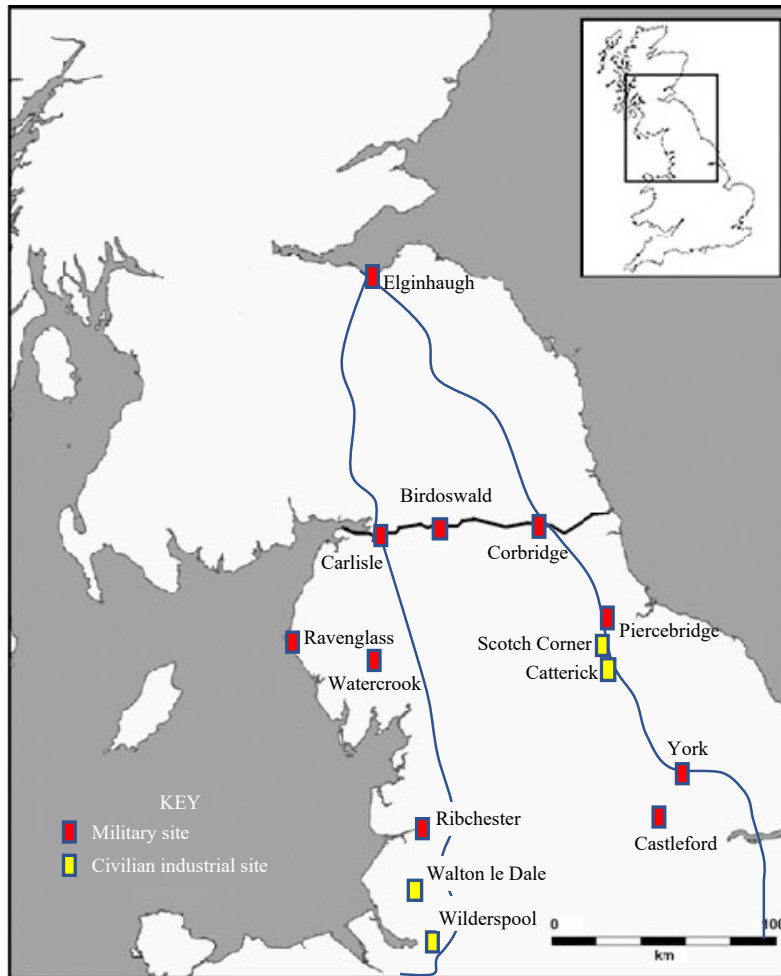 Elginhaugh
Birdoswald
Carlisle
Corbridge
Ravenglass
Piercebridge
Scotch Corner
Watercrook
Catterick
York
KEY
Military site
Ribchester
Castleford
Civilian industrial site
Walton le Dale
Wilderspool
0
100
km